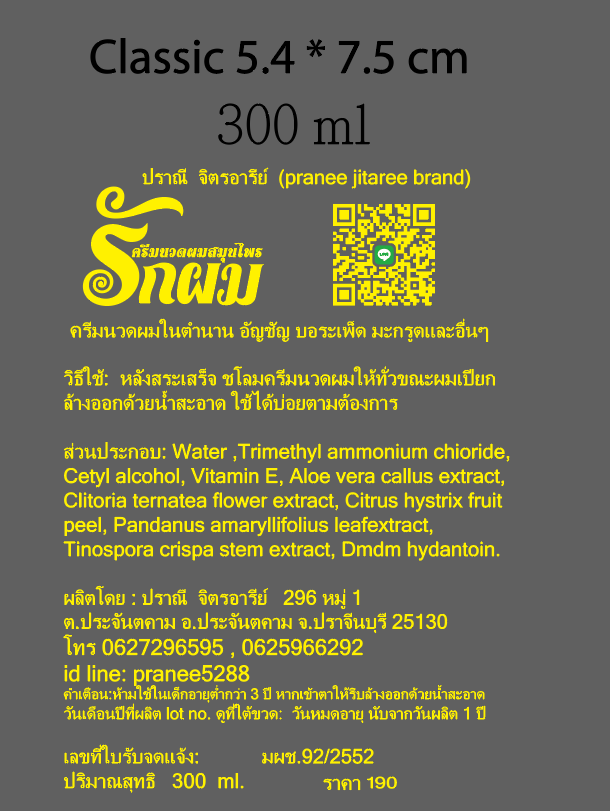 Classic 5.4 * 7.5 cm
300 ml
ปราณี จิตรอารีย์ (pranee jitaree brand)
ครีมนวดผมสมุนไพร
รักผม
LINE
ครีมนวดผมในตำนาน อัญชัญ บอระเพ็ด มะกรูดและอื่นๆ
วิธีใช้: หลังสระเสร็จ ชโลมครีมนวดผมให้ทั่วขณะผมเปียก
ล้างออกด้วยน้ำสะอาด ใช้ได้บ่อยตามต้องการ
ส่วนประกอบ: Water ,Trimethyl ammonium chioride,
Cetyl alcohol, Vitamin E, Aloe vera callus extract,
Clitoria ternatea flower extract, Citrus hystrix fruit
peel, Pandanus amaryllifolius leafextract,
Tinospora crispa stem extract, Dmdm hydantoin.
ผลิตโดย : ปราณี จิตรอารีย์ 296 หมู่ 1
ต.ประจันตคาม อ.ประจันตคาม จ.ปราจีนบุรี 25130
โทร 0627296595 , 0625966292
id line: pranee5288
คำเตือน:ห้ามใช้ในเด็กอายุต่ำกว่า 3 ปี หากเข้าตาให้รีบล้างออกด้วยน้ำสะอาด
วันเดือนปีที่ผลิต lot no. ดูที่ใต้ขวด: วันหมดอายุ นับจากวันผลิต 1 ปี
เลขที่ใบรับจดแจ้ง: มผช.92/2552
ปริมาณสุทธิ 300 ml. ราคา 190